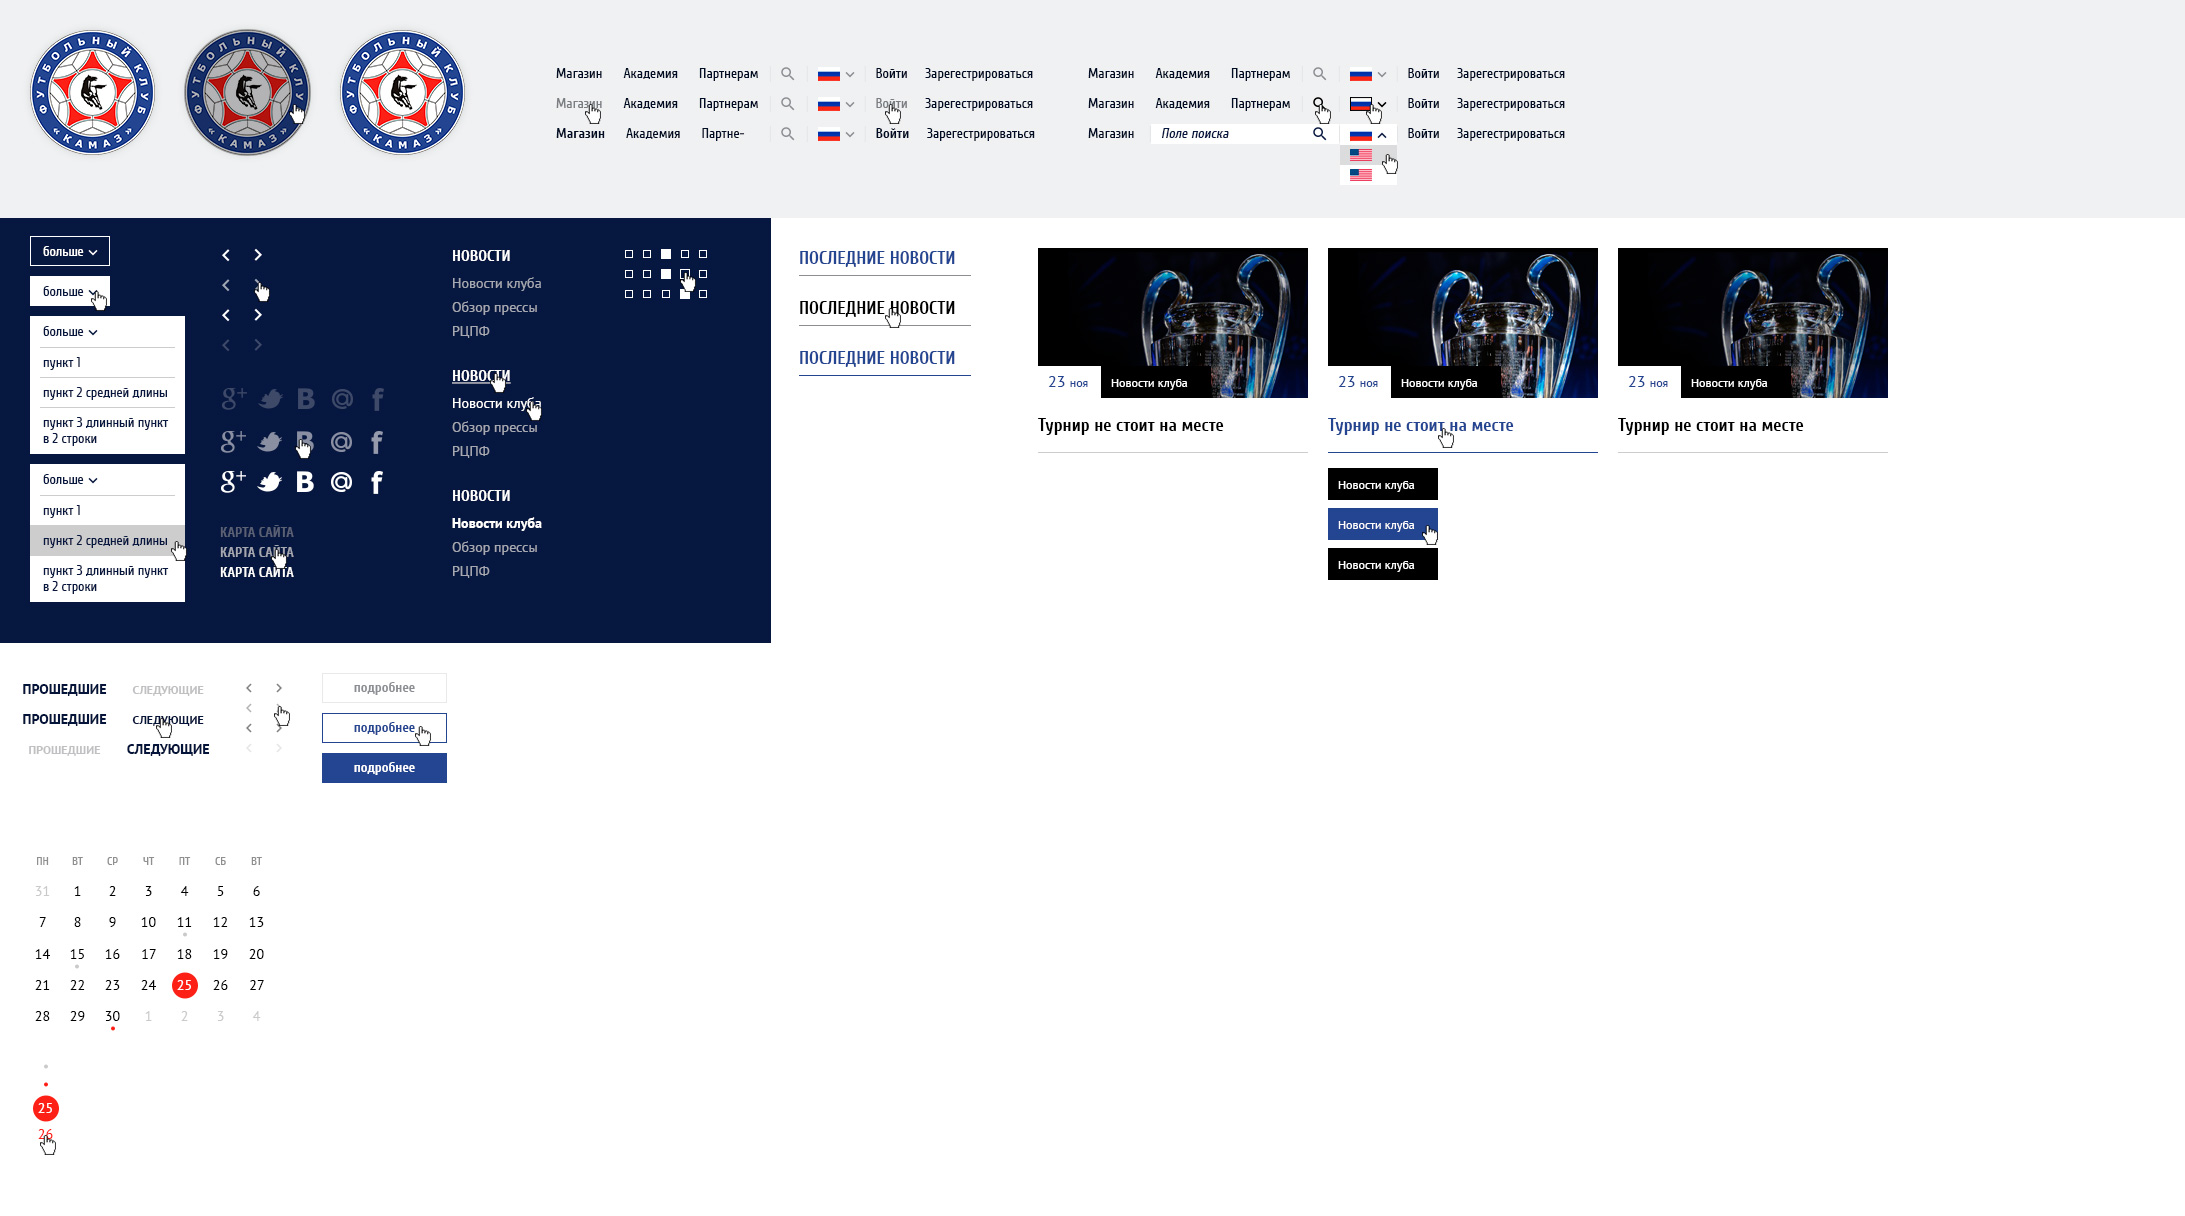 ФУТБОЛЬНЫЙ КЛУБ «КАМАЗ»
ФУТБОЛЬНЫЙ КЛУБ «КАМАЗ»
ФУТБОЛЬНЫЙ КЛУБ «КАМАЗ»
Магазин Академия Партнерам Войти Зарегестрироваться
Магазин Академия Партнерам Войти Зарегестрироваться
Магазин Академия Партне- Войти Зарегестрироваться
Магазин Академия Партнерам Войти Зарегестрироваться
Магазин Академия Партнерам Войти Зарегестрироваться
Магазин Поле поиска Войти Зарегестрироваться
больше
больше
больше
пункт 1
пункт 2 средней длины
пункт 3 длинный пункт
в 2 строки
больше
пункт 1
пункт 2 средней длины
пункт 3 длинный пункт
в 2 строки
g+ B @ f
g+ B @ f
g+ B @ f
КАРТА САЙТА
КАРТА САЙТА
КАРТА САЙТА
НОВОСТИ
Новости клуба
Обзор прессы
РЦПФ
НОВОСТИ
Новости клуба
Обзор прессы
РЦПФ
НОВОСТИ
Новости клуба
Обзор прессы
РЦПФ
ПОСЛЕДНИЕ НОВОСТИ
ПОСЛЕДНИЕ НОВОСТИ
ПОСЛЕДНИЕ НОВОСТИ
23 ноя Новости клуба
Турнир не стоит на месте
23 ноя Новости клуба
Турнир не стоит на месте
23 ноя Новости клуба
Турнир не стоит на месте
Новости клуба
Новости клуба
Новости клуба
ПРОШЕДШИЕ СЛЕДУЮЩИЕ
ПРОШЕДШИЕ СЛЕДУЮЩИЕ
ПРОШЕДШИЕ СЛЕДУЮЩИЕ
подробнее
подробнее
подробнее
ПН ВТ СР ЧТ ПТ СБ ВТ
31 1 2 3 4 5 6
7 8 9 10 11 12 13
14 15 16 17 18 19 20
21 22 23 24 25 26 27
28 29 30 1 2 3 4
25
26